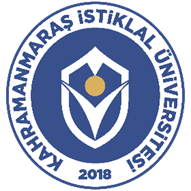 KAHRAMANMARAŞ İSTİKLAL ÜNİVERSİTESİ
2018